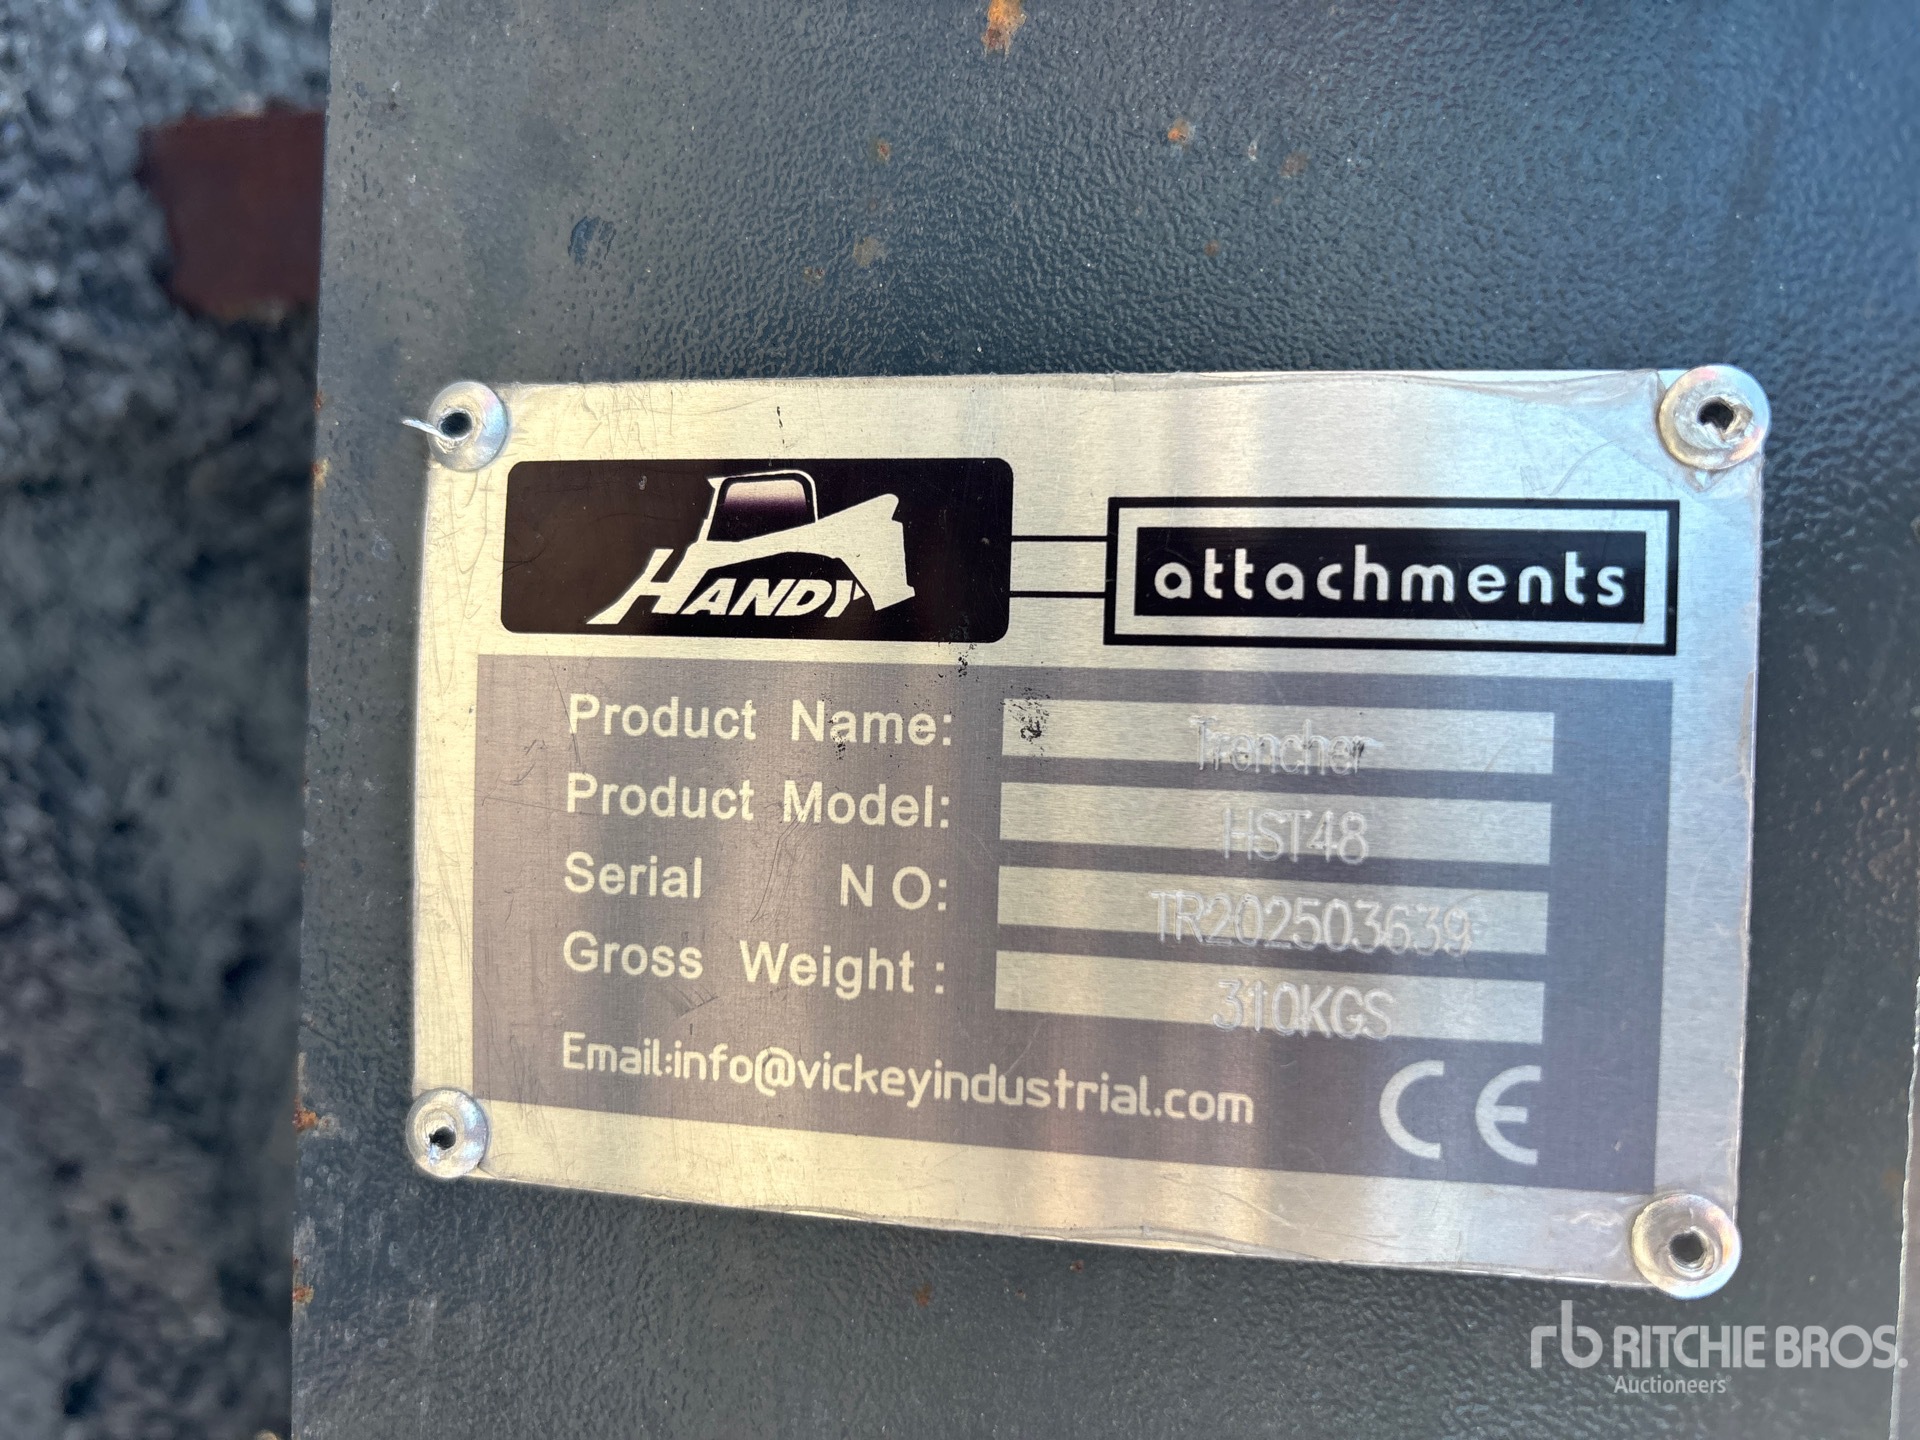 HANDY
attachments
Product Name: Trencher
Product Model: HST48
Serial NO: TR202503639
Gross Weight: 310KGS
Email:info@vickeyindustrial.com
CE
rb RITCHIE BROS.
Auctioneers